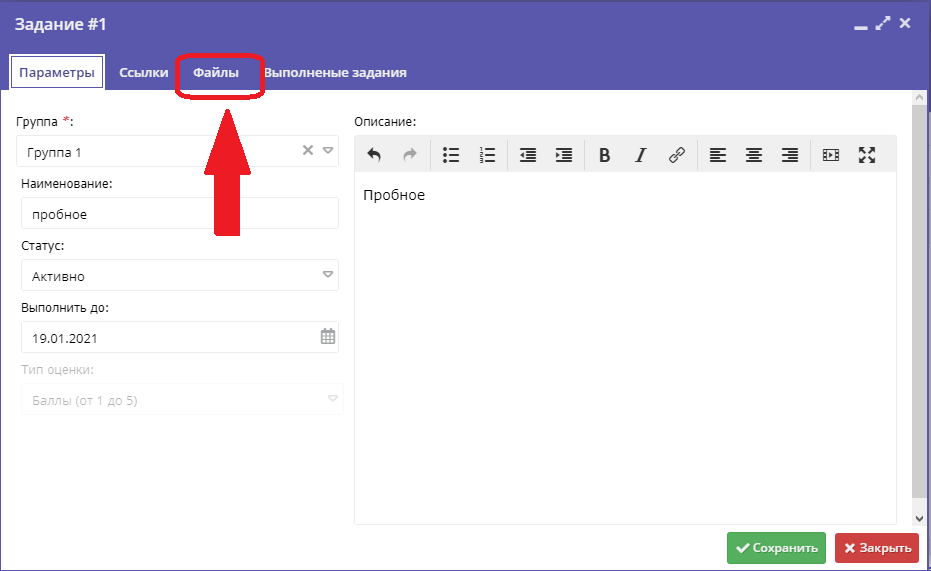 Задание #1
Параметры Ссылки Файлы Выполненые задания
Группа *:
Группа 1
Наименование:
пробное
Статус:
Активно
Выполнить до:
19.01.2021
Тип оценки:
Баллы (от 1 до 5)
Описание:
Пробное
Сохранить Закрыть